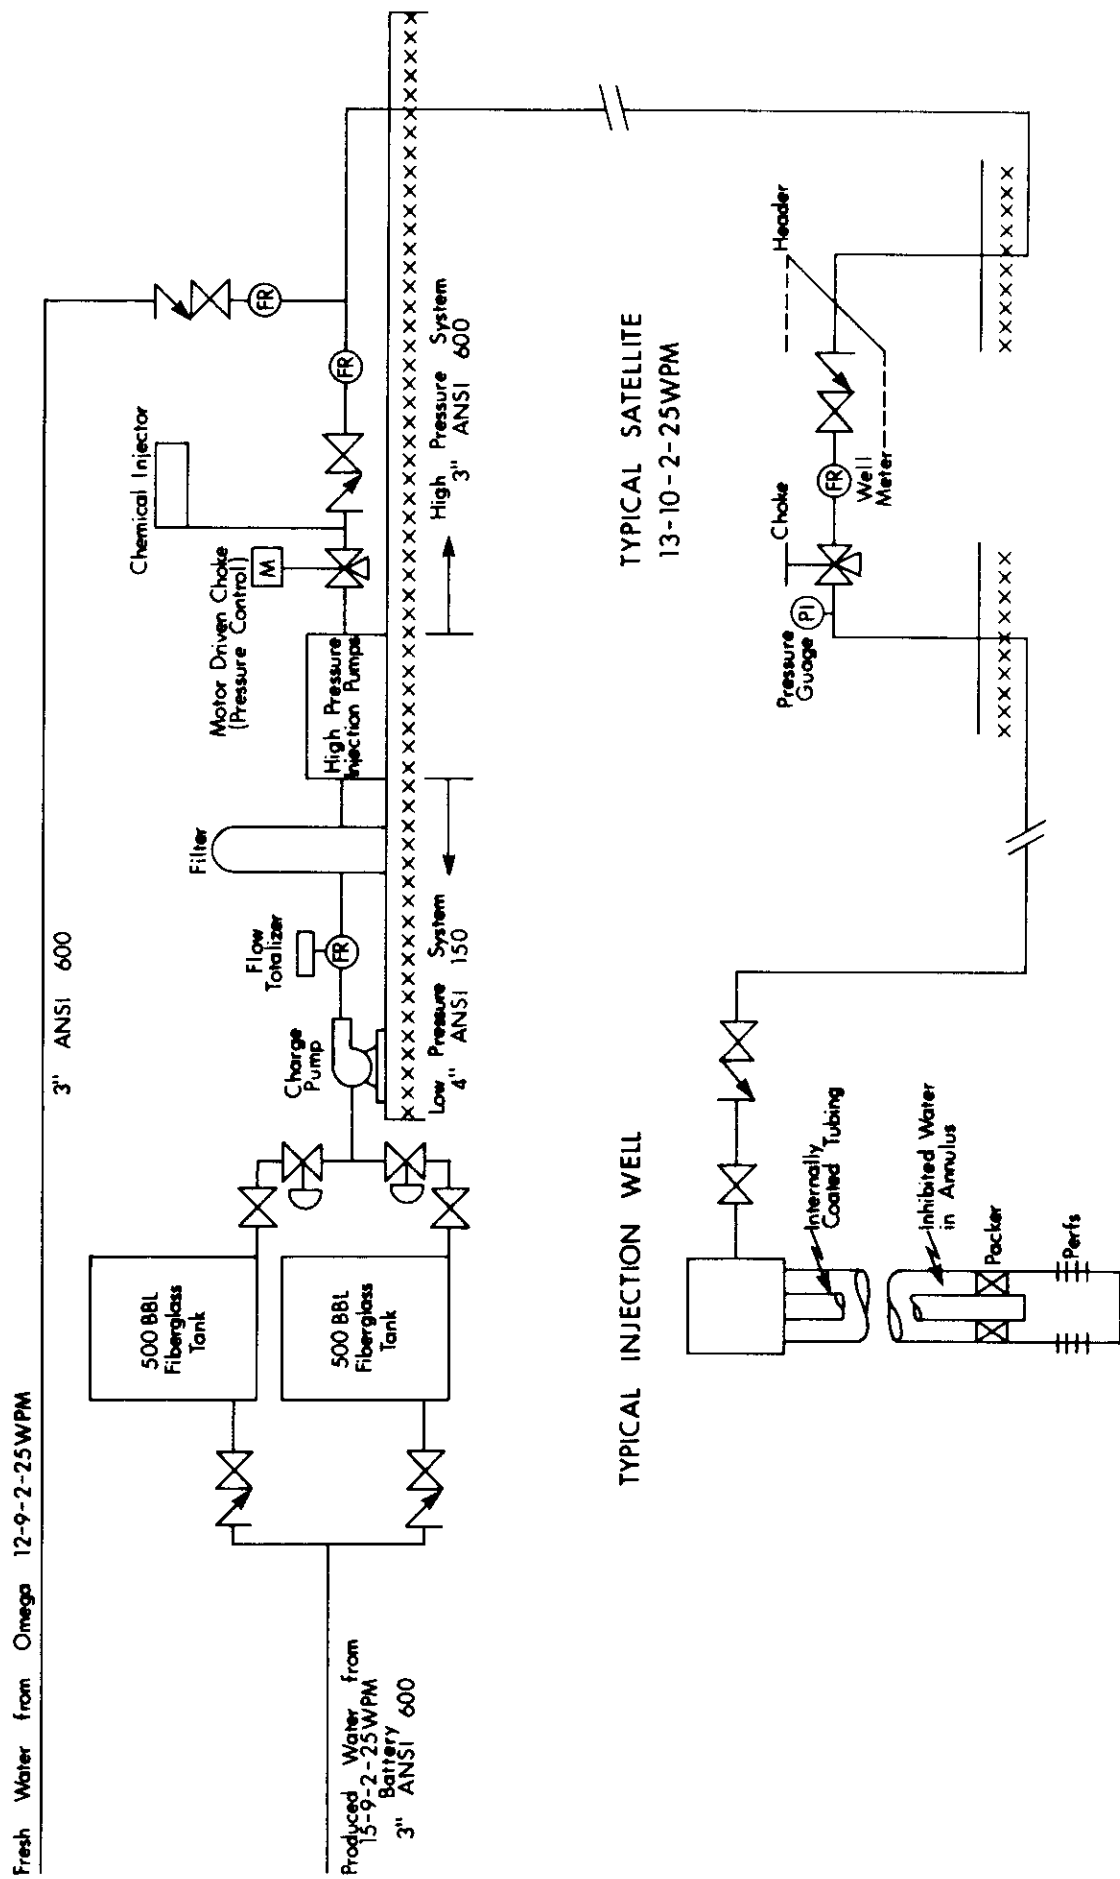 Fresh Water from Omega 12-9-2-25WPM
3" ANSI 600
Produced Water from
15-9-2-25WPM
Battery
3" ANSI 600
500 BBL
Fiberglass
Tank
500 BBL
Fiberglass
Tank
Charge
Pump
Flow
Totalizer
FR
Filter
High Pressure
Injection Pumps
Motor Driven Choke
(Pressure Control)
M
Chemical Injector
FR
FR
Low Pressure System
4" ANSI 150
High Pressure System
3" ANSI 600
TYPICAL INJECTION WELL
Internally
Coated Tubing
Inhibited Water
in Annulus
Packer
Perfs
TYPICAL SATELLITE
13-10-2-25WPM
Pressure
Guage
PI
Choke
FR
Well
Meter
Header